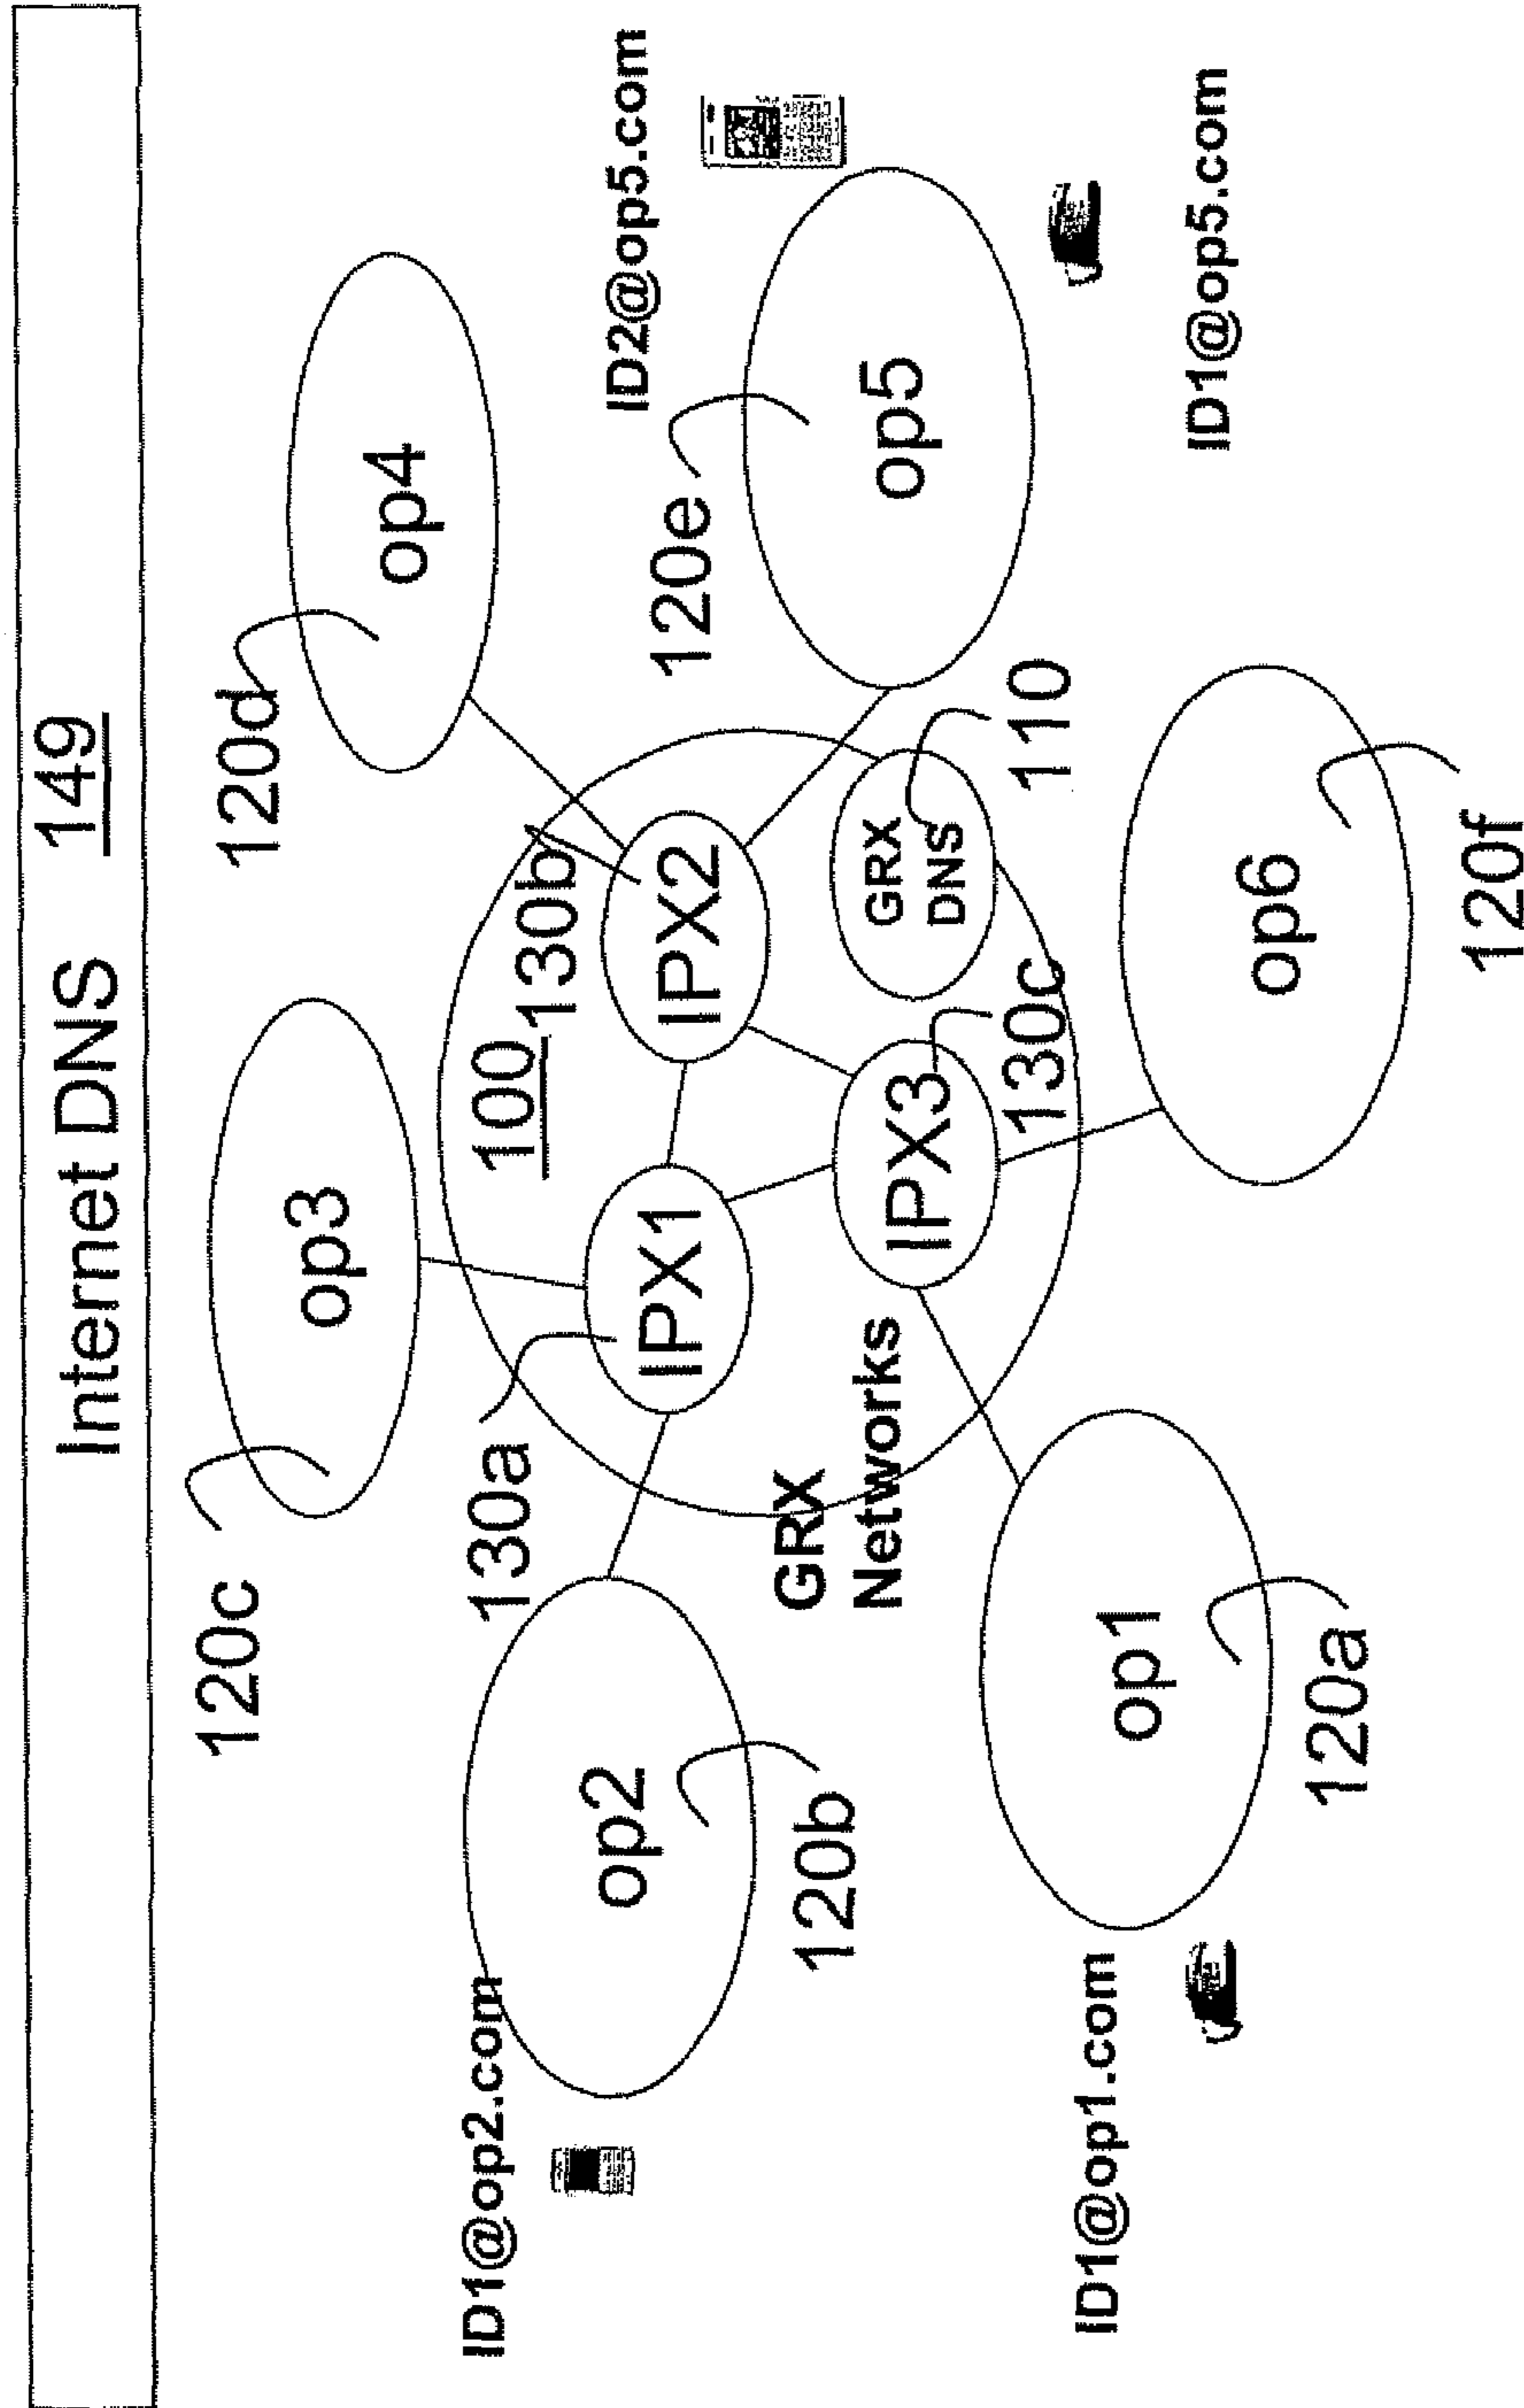 Internet DNS 149
120c
op3
120d
op4
ID1@op2.com
op2
120b
130a
IPX1
100
130b
IPX2
120e
op5
ID2@op5.com
GRX
Networks
IPX3
130c
GRX
DNS
110
ID1@op1.com
op1
120a
op6
120f
ID1@op5.com